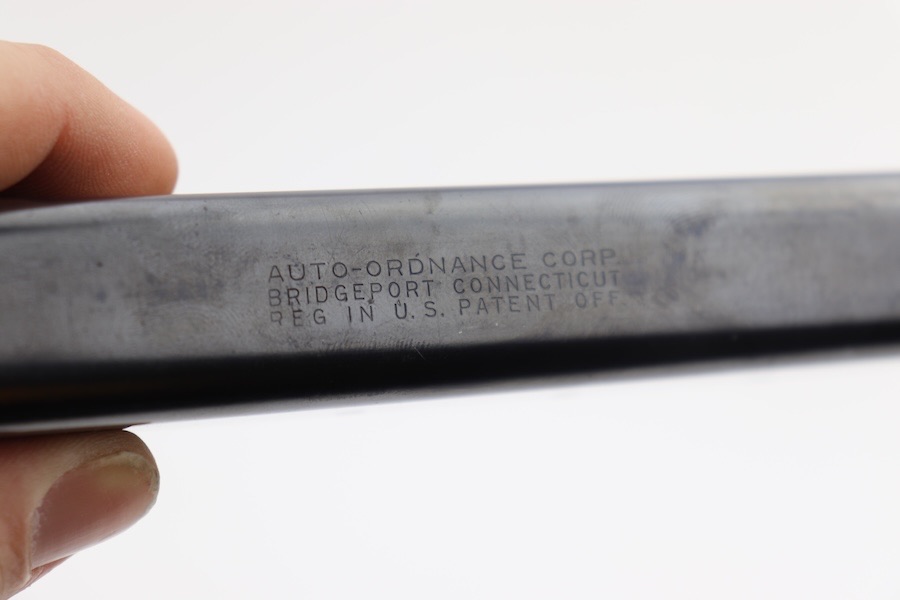 AUTO-ORDNANCE CORP.
BRIDGEPORT CONNECTICUT
REG IN U.S. PATENT OFF.